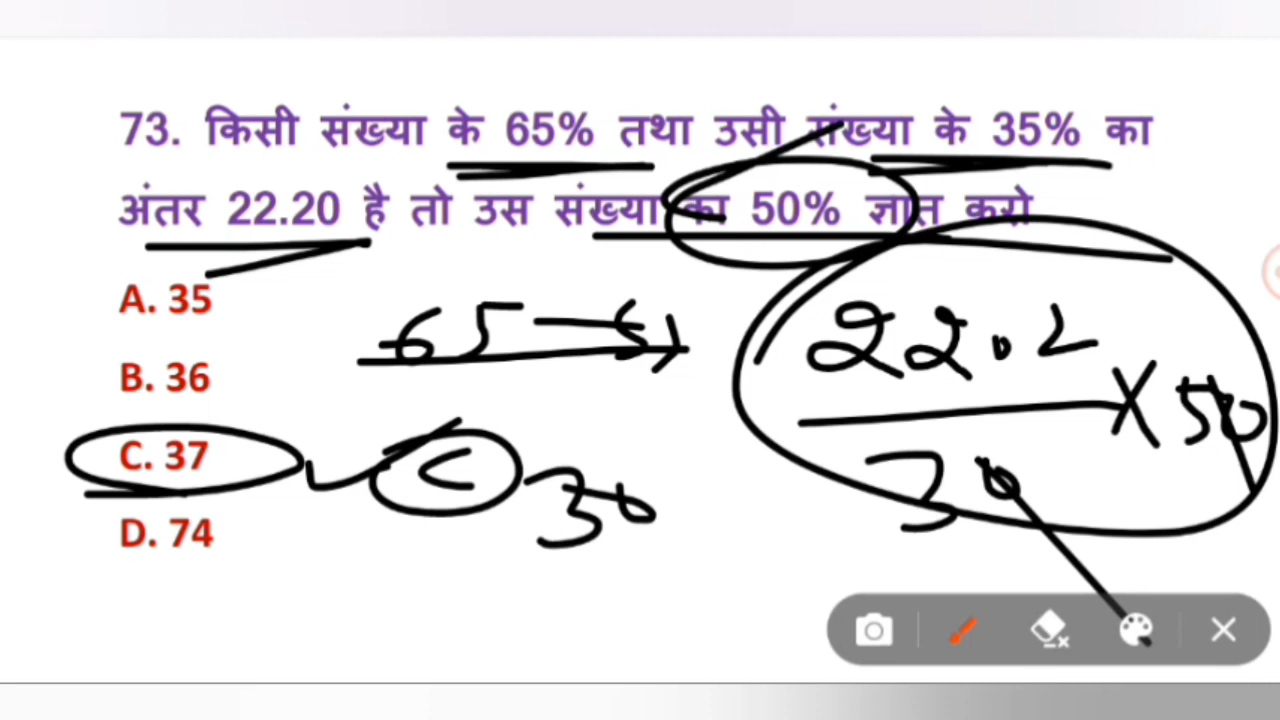 73. किसी संख्या के 65% तथा उसी संख्या के 35% का
अंतर 22.20 है तो उस संख्या का 50% ज्ञात करो
A. 35
65 –
22.2
B. 36
X 50
C. 37
C
30
30
D. 74